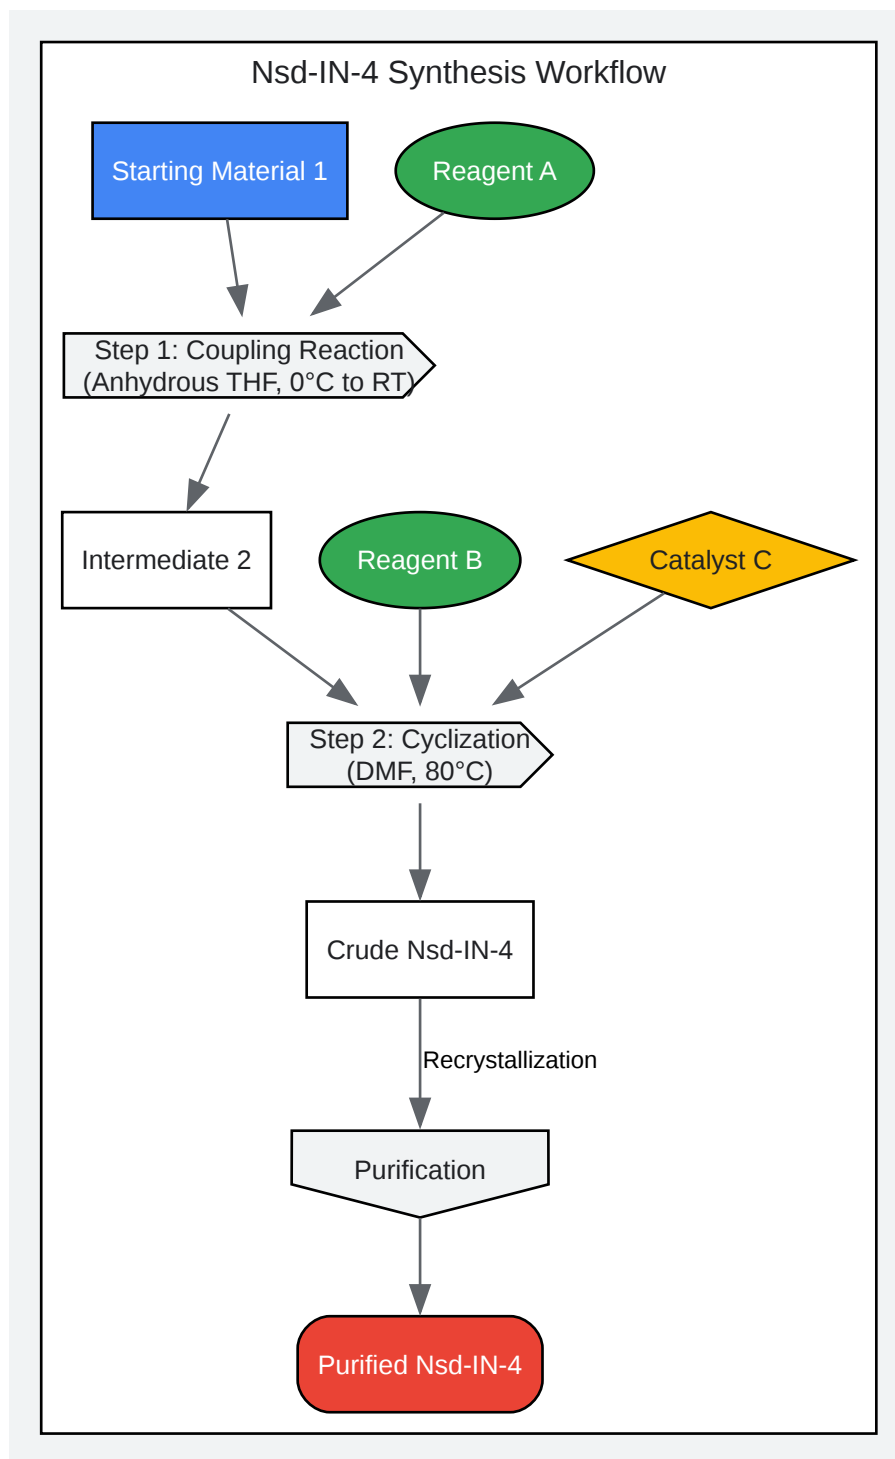 Nsd-IN-4 Synthesis Workflow
Starting Material 1
Reagent A
Step 1: Coupling Reaction
(Anhydrous THF, 0°C to RT)
Intermediate 2
Reagent B
Catalyst C
Step 2: Cyclization
(DMF, 80°C)
Crude Nsd-IN-4
Recrystallization
Purification
Purified Nsd-IN-4